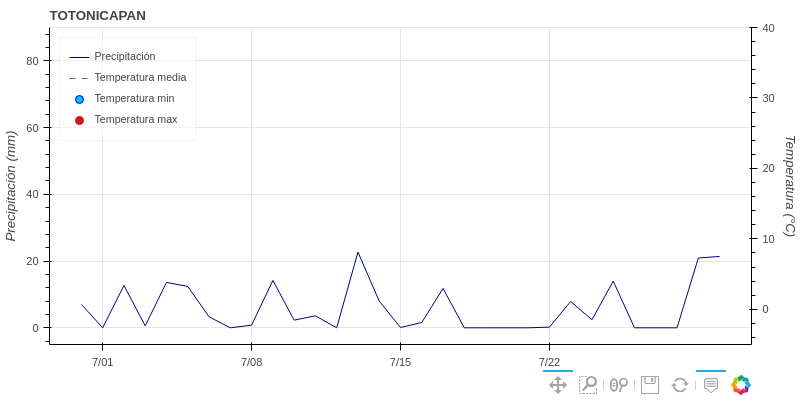 TOTONICAPAN
Precipitación
Temperatura media
Temperatura min
Temperatura max
Precipitación (mm)
80
60
40
20
0
Temperatura (°C)
40
30
20
10
0
7/01
7/08
7/15
7/22